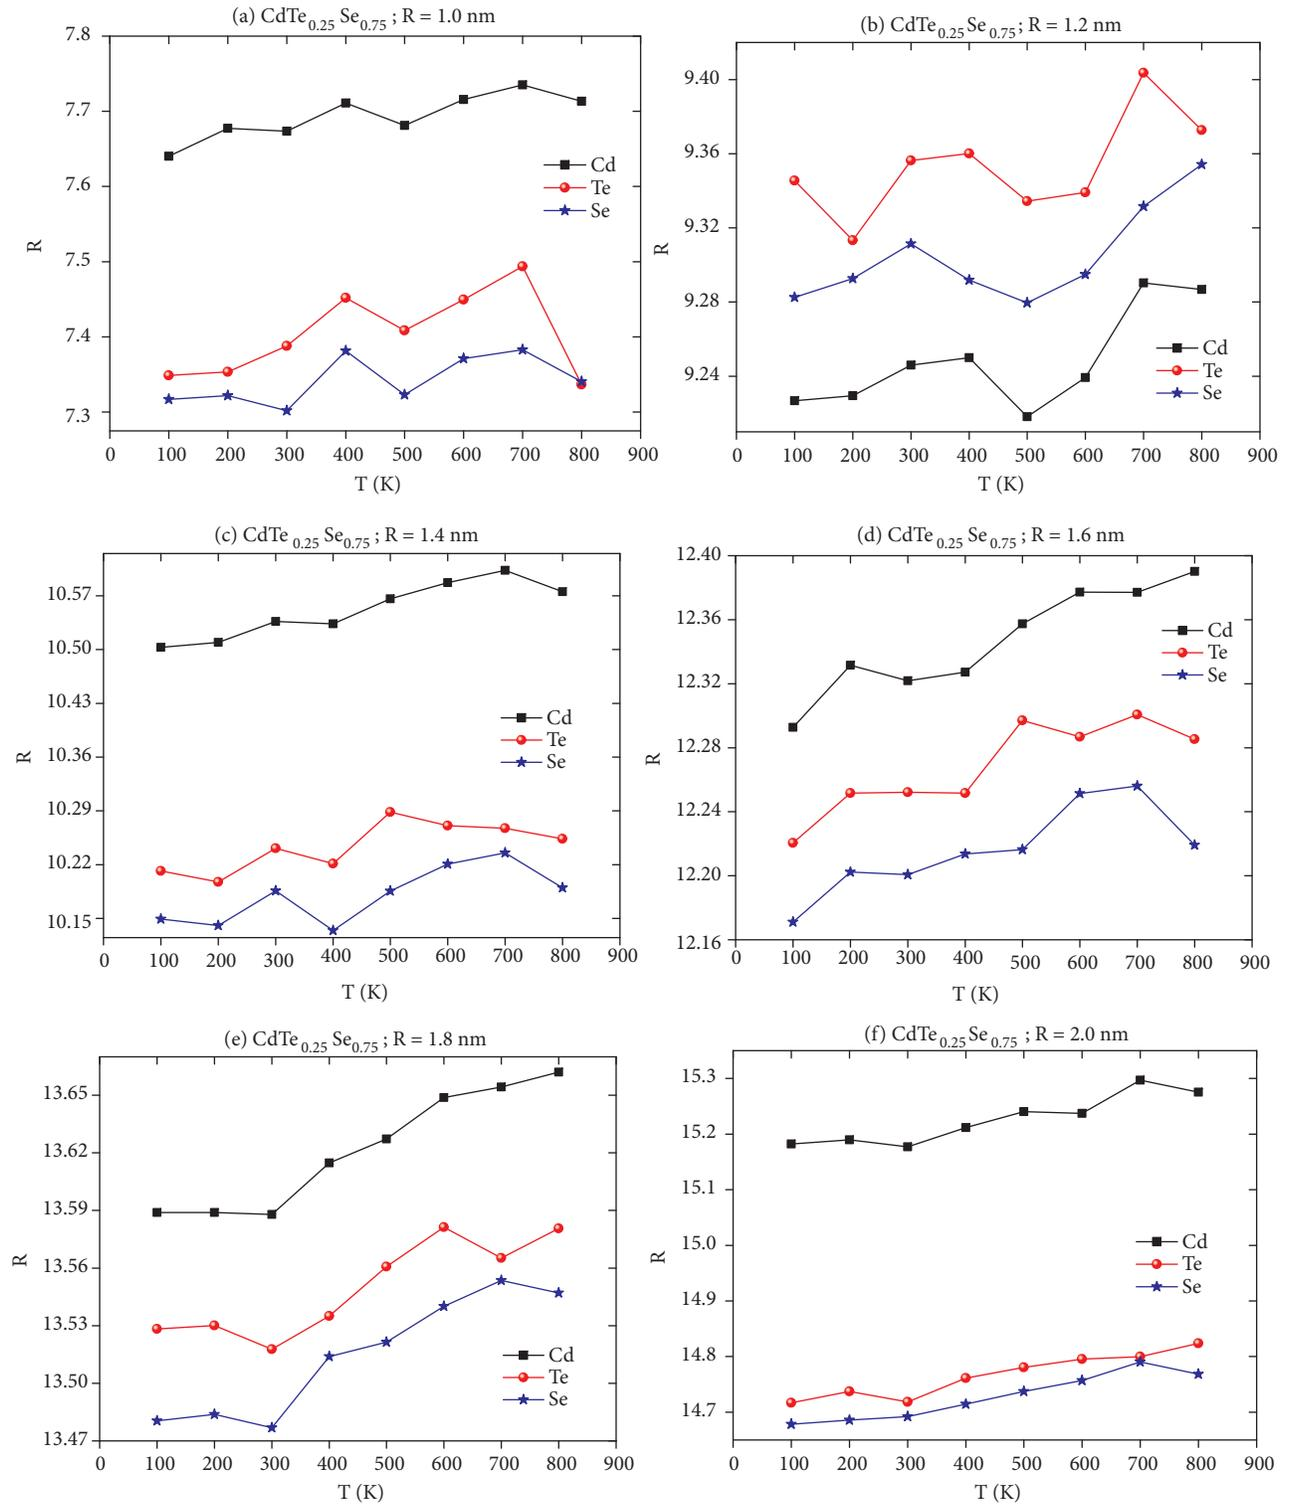 (a) CdTe0.25 Se0.75 ; R = 1.0 nm
7.8
7.7
7.6
7.5
7.4
7.3
R
Cd
Te
Se
0 100 200 300 400 500 600 700 800 900
T (K)
(b) CdTe0.25Se0.75; R = 1.2 nm
9.40
9.36
9.32
9.28
9.24
R
Cd
Te
Se
0 100 200 300 400 500 600 700 800 900
T (K)
(c) CdTe0.25 Se0.75 ; R = 1.4 nm
10.57
10.50
10.43
10.36
10.29
10.22
10.15
R
Cd
Te
Se
100 200 300 400 500 600 700 800 900
T (K)
(d) CdTe0.25 Se0.75 ; R = 1.6 nm
12.40
12.36
12.32
12.28
12.24
12.20
12.16
R
Cd
Te
Se
0 100 200 300 400 500 600 700 800 900
T (K)
(e) CdTe0.25 Se0.75 ; R = 1.8 nm
13.65
13.62
13.59
13.56
13.53
13.50
13.47
R
Cd
Te
Se
0 100 200 300 400 500 600 700 800 900
T (K)
(f) CdTe0.25Se0.75 ; R = 2.0 nm
15.3
15.2
15.1
15.0
14.9
14.8
14.7
R
Cd
Te
Se
0 100 200 300 400 500 600 700 800 900
T (K)